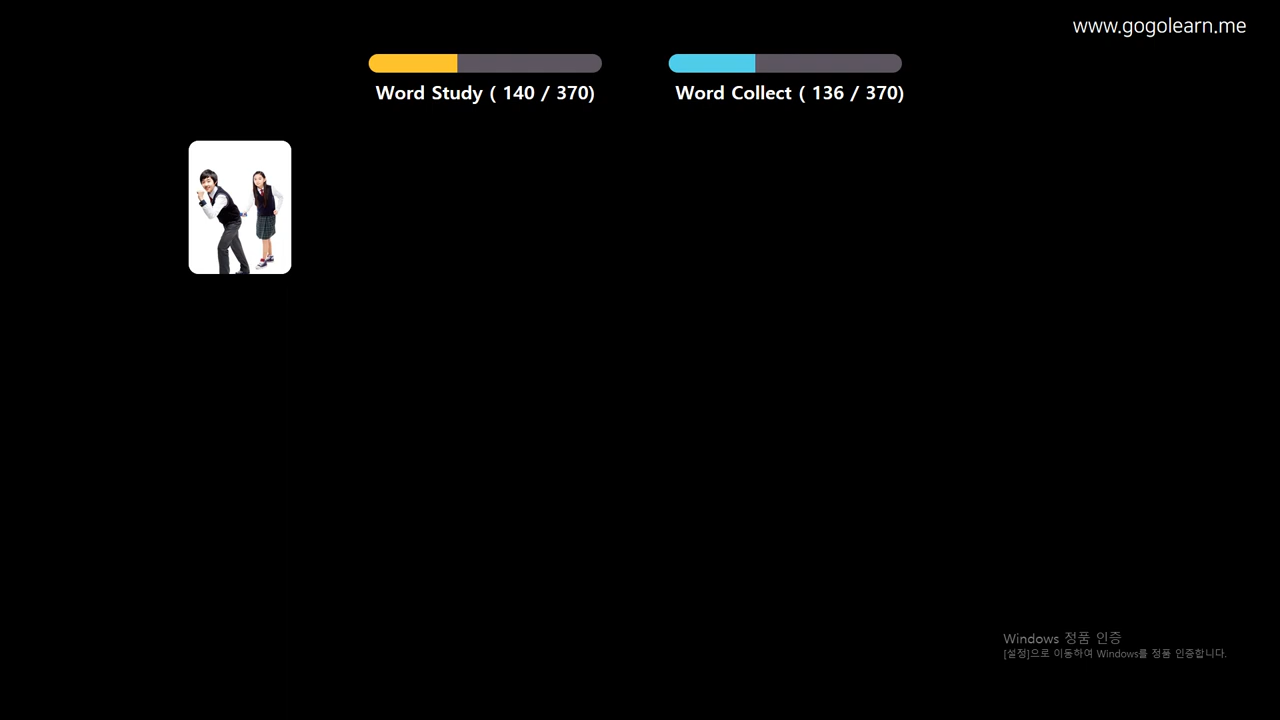 www.gogolearn.me
Word Study ( 140 / 370)
Word Collect ( 136 / 370)
Windows 정품 인증
[설정]으로 이동하여 Windows를 정품 인증합니다.